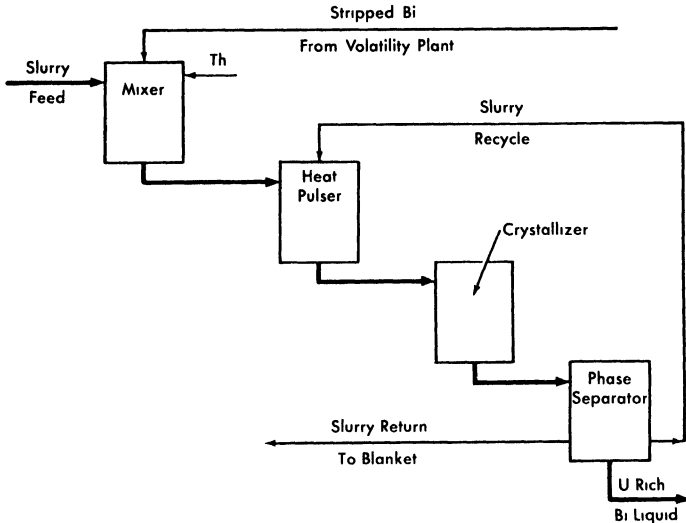 Stripped Bi
From Volatility Plant
Slurry
Feed
Mixer
Th
Slurry
Recycle
Heat
Pulser
Crystallizer
Phase
Separator
Slurry Return
To Blanket
U Rich
Bi Liquid